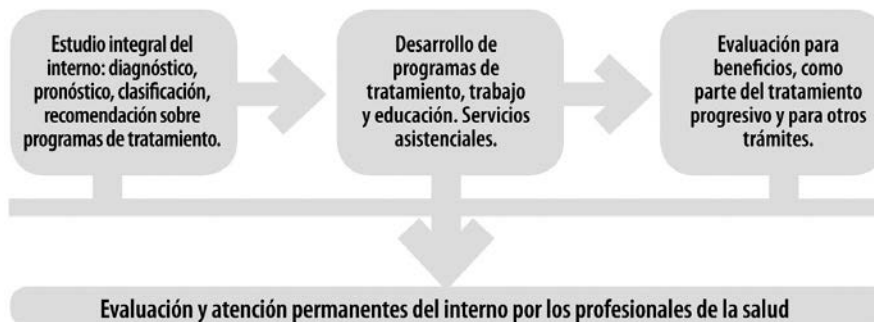 Estudio integral del
interno: diagnóstico,
pronóstico, clasificación,
recomendación sobre
programas de tratamiento.
Desarrollo de
programas de
tratamiento, trabajo
y educación. Servicios
asistenciales.
Evaluación para
beneficios, como
parte del tratamiento
progresivo y para otros
trámites.
Evaluación y atención permanentes del interno por los profesionales de la salud